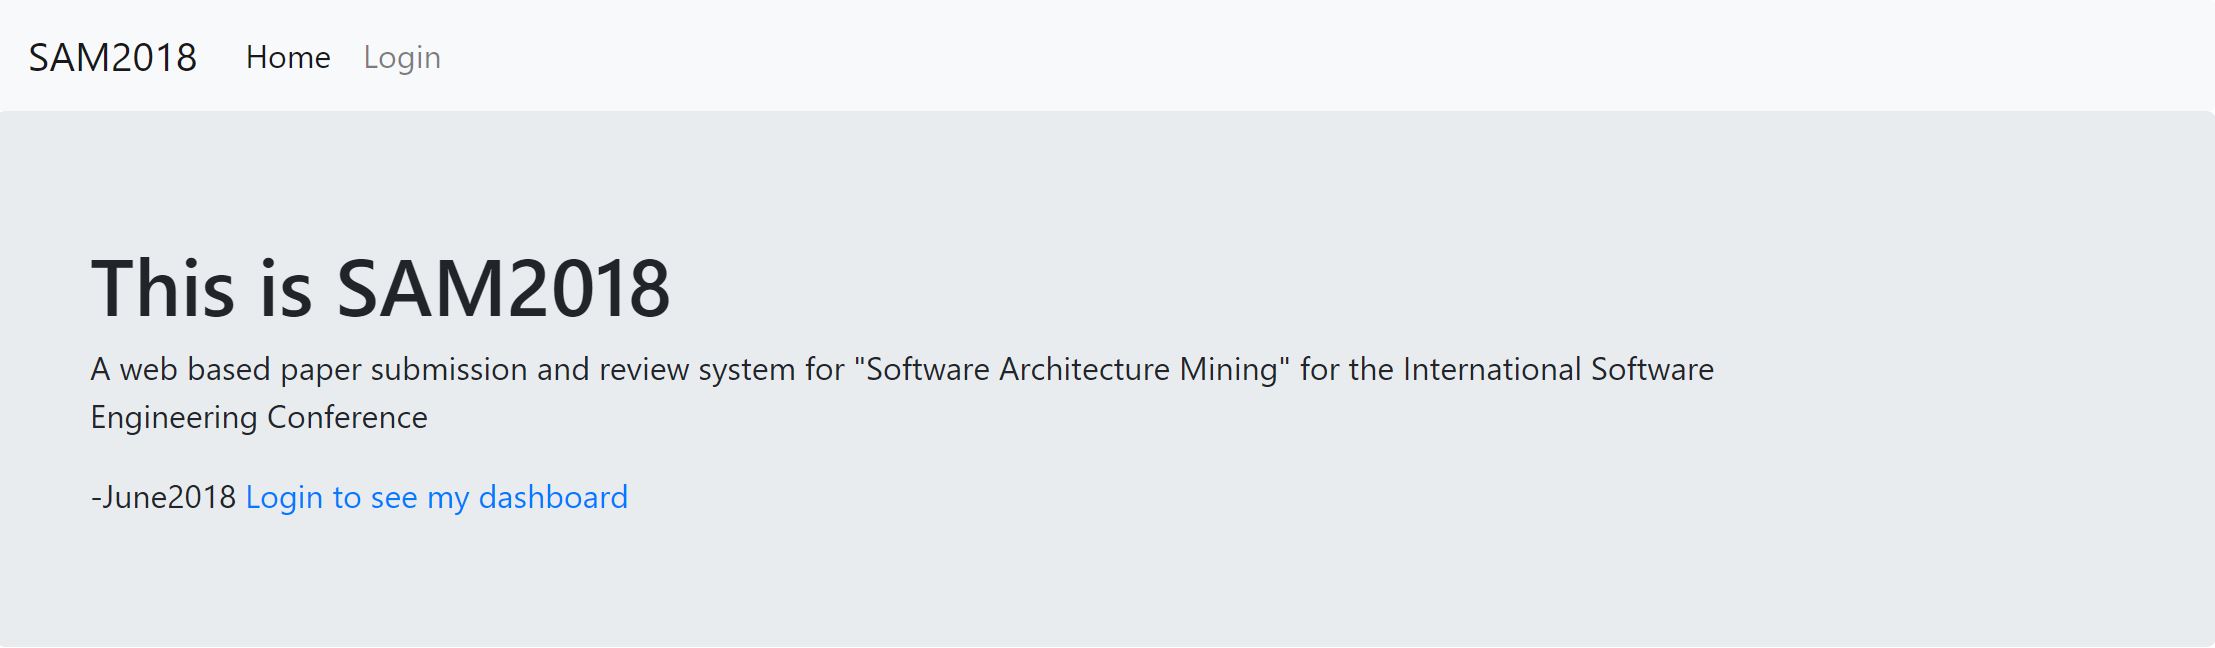 SAM2018 Home Login
This is SAM2018
A web based paper submission and review system for "Software Architecture Mining" for the International Software
Engineering Conference
-June2018 Login to see my dashboard